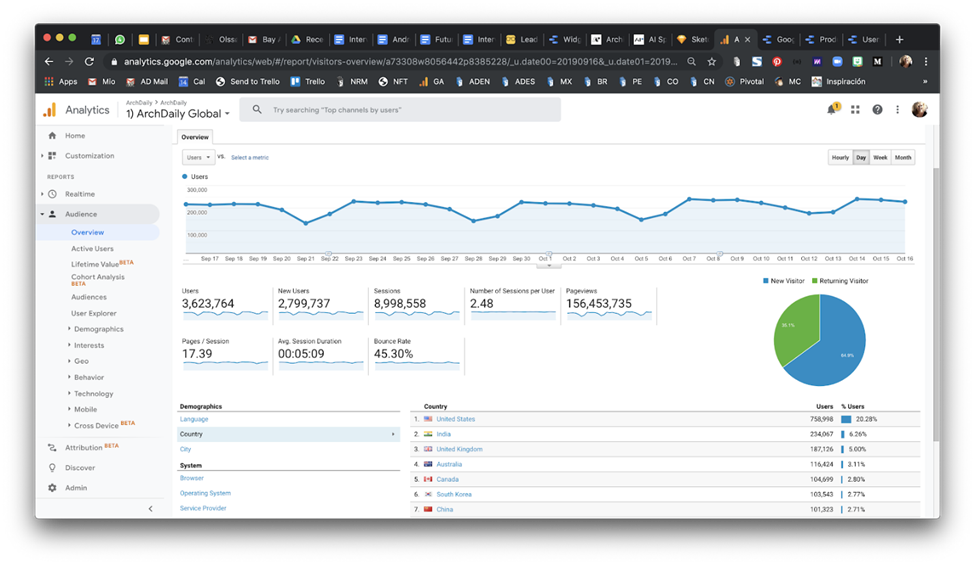 Cont
Olss
Bay
Rece
Inter
Andr
Futu
Inter
Lead
Widg
Arch
AI Sp
Sket
A
Goog
Prod
User
analytics.google.com/analytics/web/#/report/visitors-overview/a73308w8056442p8385228/_u.date00=20190916&_u.date01=2019...
Apps
Mio
AD Mail
Cal
Send to Trello
Trello
NRM
NFT
GA
ADEN
ADES
MX
BR
PE
CO
CN
Pivotal
MC
Inspiración
»
Analytics
ArchDaily > ArchDaily
1) ArchDaily Global
Try searching "Top channels by users"
1
Home
Customization
REPORTS
Realtime
Audience
Overview
Active Users
Lifetime Value BETA
Cohort Analysis
BETA
Audiences
User Explorer
Demographics
Interests
Geo
Behavior
Technology
Mobile
Cross Device BETA
Attribution BETA
Discover
Admin
Overview
Users VS. Select a metric
Hourly Day Week Month
Users
300,000
200,000
100,000
... Sep 17 Sep 18 Sep 19 Sep 20 Sep 21 Sep 22 Sep 23 Sep 24 Sep 25 Sep 26 Sep 27 Sep 28 Sep 29 Sep 30 Oct 1 Oct 2 Oct 3 Oct 4 Oct 5 Oct 6 Oct 7 Oct 8 Oct 9 Oct 10 Oct 11 Oct 12 Oct 13 Oct 14 Oct 15 Oct 16
Users
3,623,764
New Users
2,799,737
Sessions
8,998,558
Number of Sessions per User
2.48
Pageviews
156,453,735
Pages / Session
17.39
Avg. Session Duration
00:05:09
Bounce Rate
45.30%
New Visitor Returning Visitor
35.1%
64.9%
Demographics
Language
Country
City
System
Browser
Operating System
Service Provider
Country Users % Users
1. United States 758,998 20.28%
2. India 234,067 6.26%
3. United Kingdom 187,126 5.00%
4. Australia 116,424 3.11%
5. Canada 104,699 2.80%
6. South Korea 103,543 2.77%
7. China 101,323 2.71%